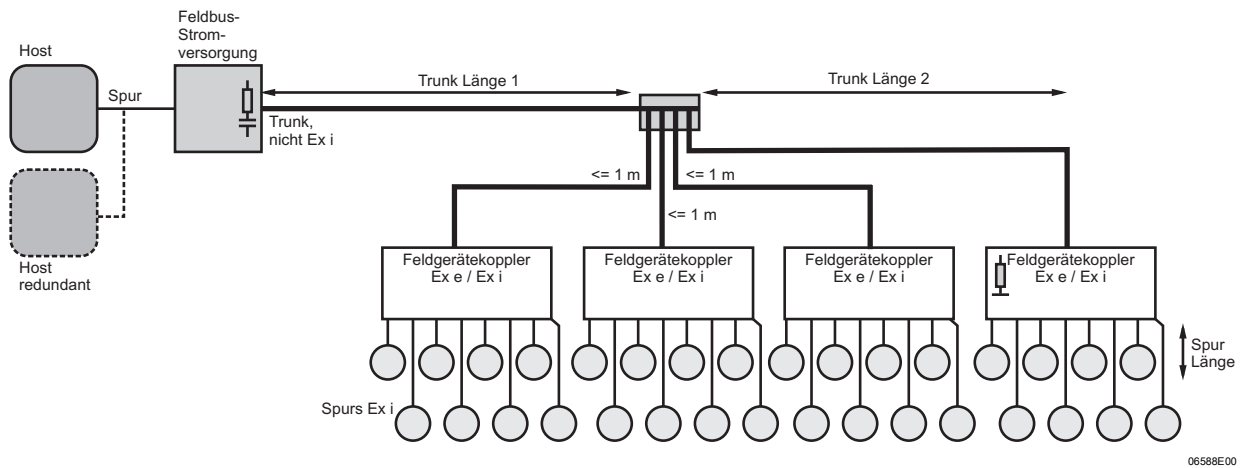 Host
Spur
Feldbus-
Strom-
versorgung
Trunk Länge 1
Trunk,
nicht Ex i
Trunk Länge 2
Host
redundant
<= 1 m
<= 1 m
<= 1 m
Feldgerätekoppler
Ex e / Ex i
Feldgerätekoppler
Ex e / Ex i
Feldgerätekoppler
Ex e / Ex i
Feldgerätekoppler
Ex e / Ex i
Spur
Länge
Spurs Ex i
06588E00